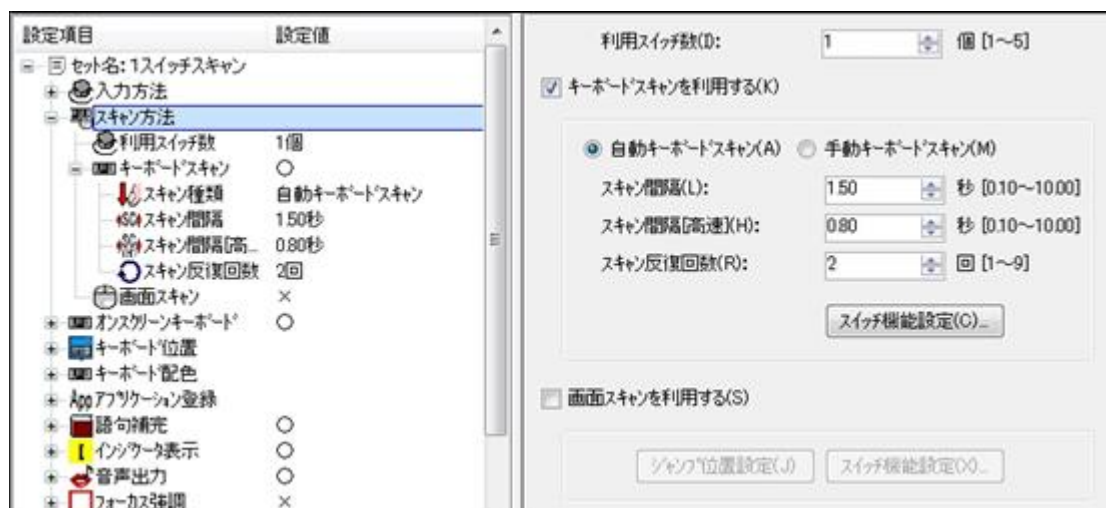 設定項目 設定値
セット名: 1スイッチスキャン
入力方法
スキャン方法
利用スイッチ数 1個
キーボードスキャン ○
スキャン種類 自動キーボードスキャン
スキャン間隔 1.50秒
スキャン間隔[高... 0.80秒
スキャン反復回数 2回
画面スキャン ×
オンスクリーンキーボード ○
キーボード位置
キーボード配色
App アプリケーション登録
語句補完 ○
インジケータ表示 ○
音声出力 ○
フォーカス強調 ×
利用スイッチ数(I): 1 個 [1～5]
キーボードスキャンを利用する(K)
自動キーボードスキャン(A) 手動キーボードスキャン(M)
スキャン間隔(L): 1.50 秒 [0.10～10.00]
スキャン間隔[高速](H): 0.80 秒 [0.10～10.00]
スキャン反復回数(R): 2 回 [1～9]
スイッチ機能設定(C)...
画面スキャンを利用する(S)
ジャンプ位置設定(J) スイッチ機能設定(X)...